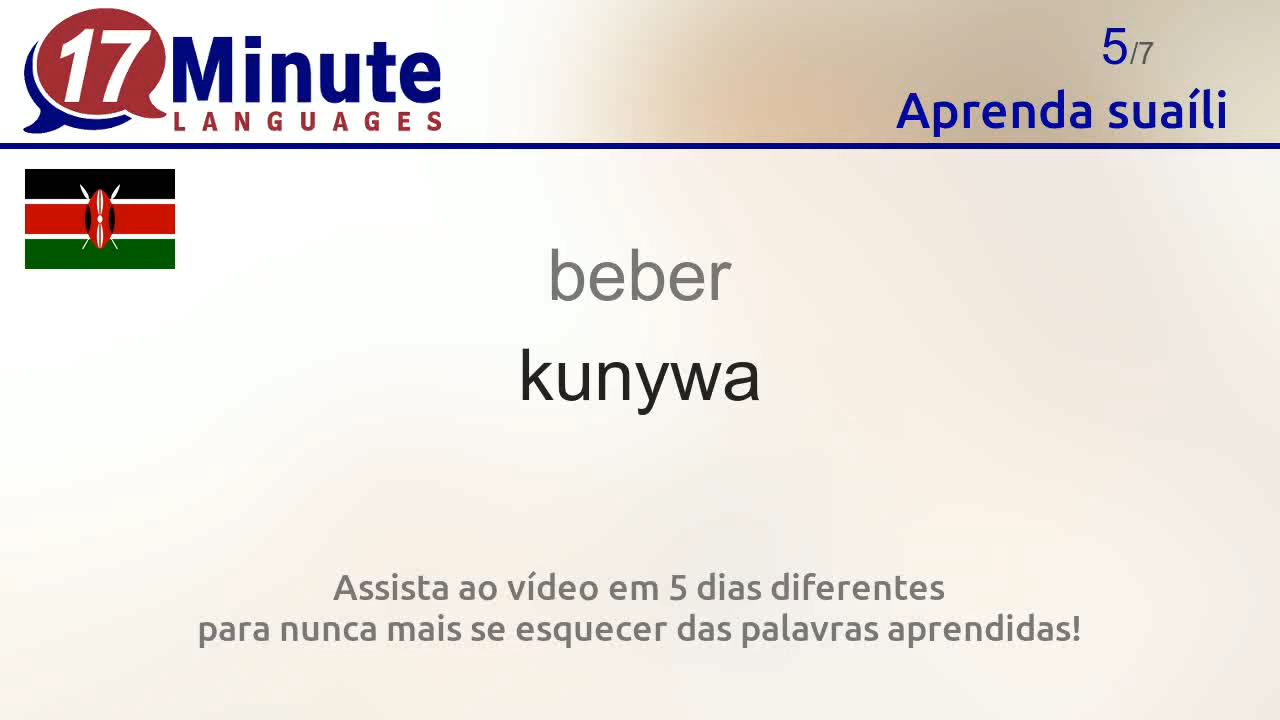 17 Minute
LANGUAGES
5/7
Aprenda suaíli
beber
kunywa
Assista ao vídeo em 5 dias diferentes
para nunca mais se esquecer das palavras aprendidas!